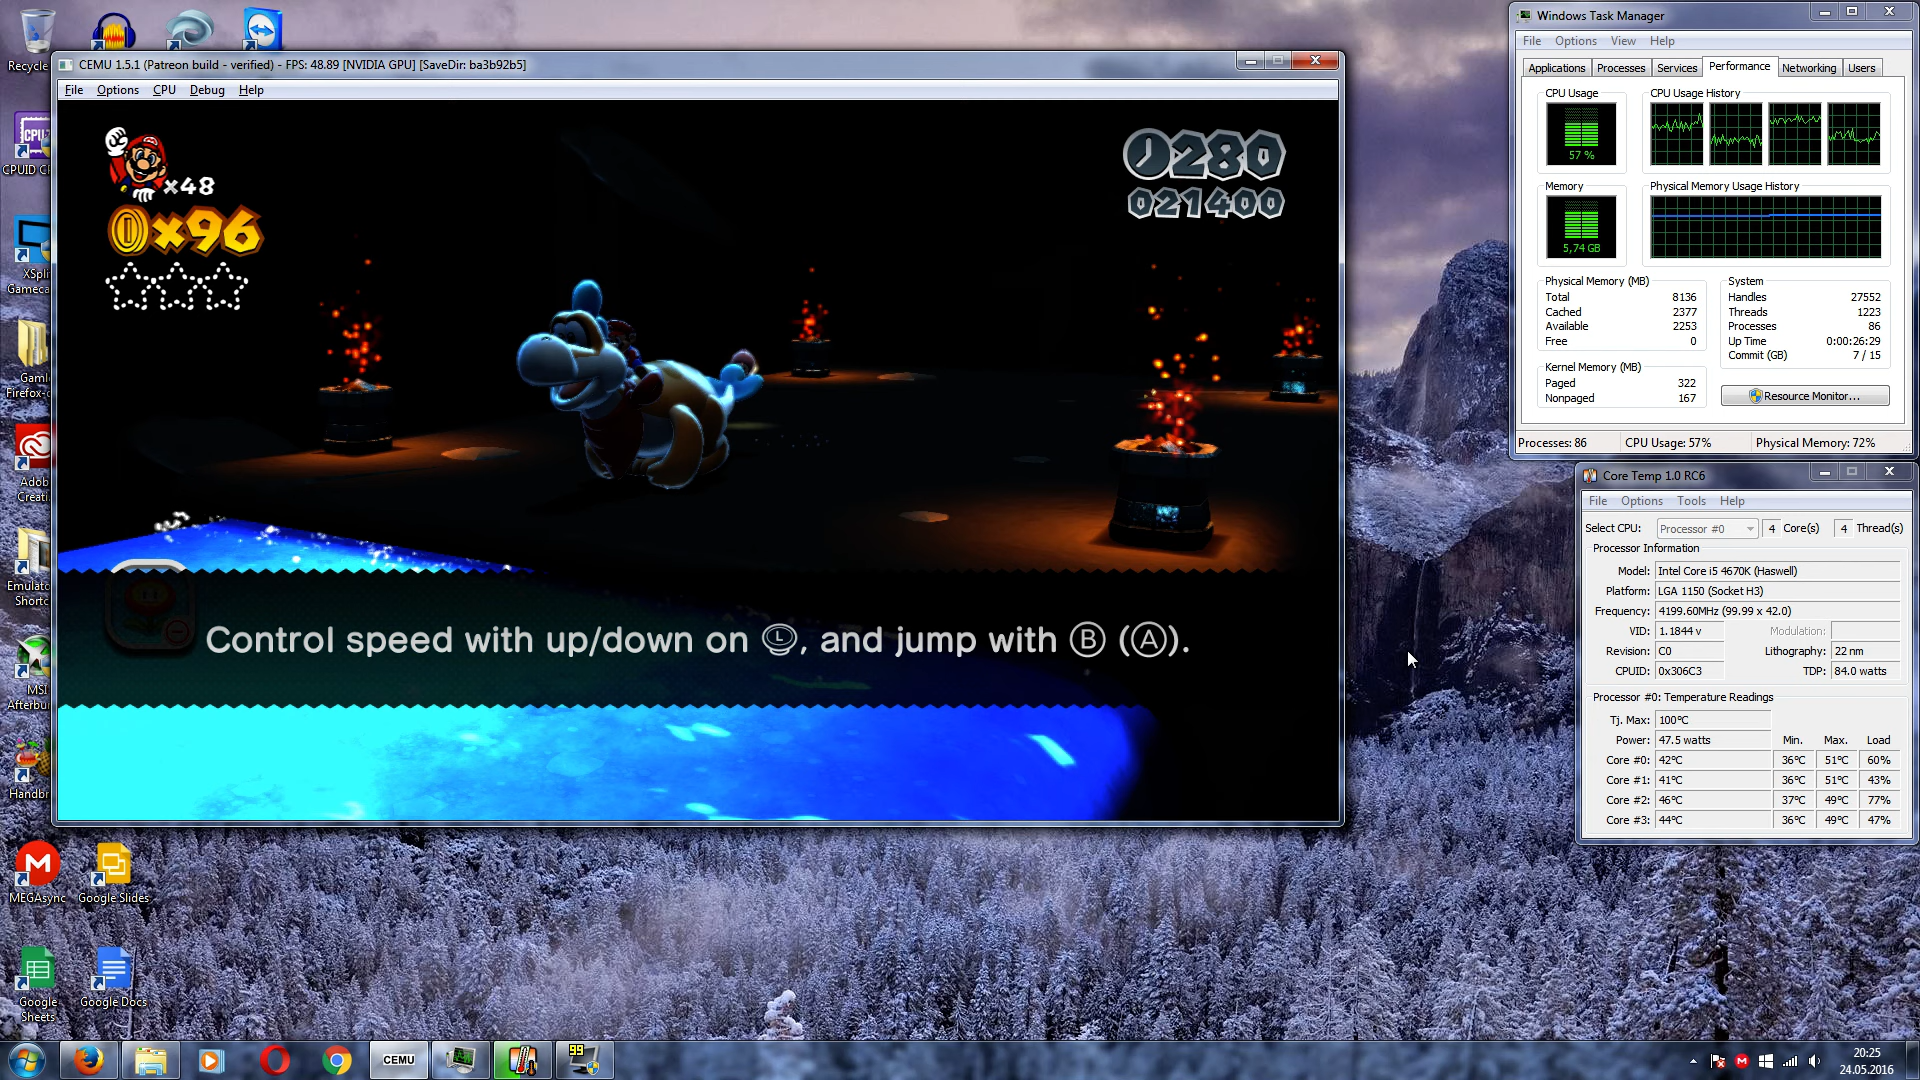 Recycle
CPUID C
XSpli
Gamec
Gaml
Firefox-
Adob
Creati
Emulato
Shortc
MSI
Afterbu
Handbr
MEGAsync
Google Slides
Google
Sheets
Google Docs
CEMU 1.5.1 (Patreon build - verified) - FPS: 48.89 [NVIDIA GPU] [SaveDir: ba3b92b5]
File Options CPU Debug Help
×48
×96
280
021400
Control speed with up/down on L, and jump with B (A).
Windows Task Manager
File Options View Help
Applications Processes Services Performance Networking Users
CPU Usage CPU Usage History
57 %
Memory Physical Memory Usage History
5,74 GB
Physical Memory (MB)
Total 8136
Cached 2377
Available 2253
Free 0
Kernel Memory (MB)
Paged 322
Nonpaged 167
System
Handles 27552
Threads 1223
Processes 86
Up Time 0:00:26:29
Commit (GB) 7 / 15
Resource Monitor...
Processes: 86 CPU Usage: 57% Physical Memory: 72%
Core Temp 1.0 RC6
File Options Tools Help
Select CPU: Processor #0 4 Core(s) 4 Thread(s)
Processor Information
Model: Intel Core i5 4670K (Haswell)
Platform: LGA 1150 (Socket H3)
Frequency: 4199.60MHz (99.99 x 42.0)
VID: 1.1844 v Modulation:
Revision: C0 Lithography: 22 nm
CPUID: 0x306C3 TDP: 84.0 watts
Processor #0: Temperature Readings
Tj. Max: 100°C
Power: 47.5 watts Min. Max. Load
Core #0: 42°C 36°C 51°C 60%
Core #1: 41°C 36°C 51°C 43%
Core #2: 46°C 37°C 49°C 77%
Core #3: 44°C 36°C 49°C 47%
CEMU
99
20:25
24.05.2016